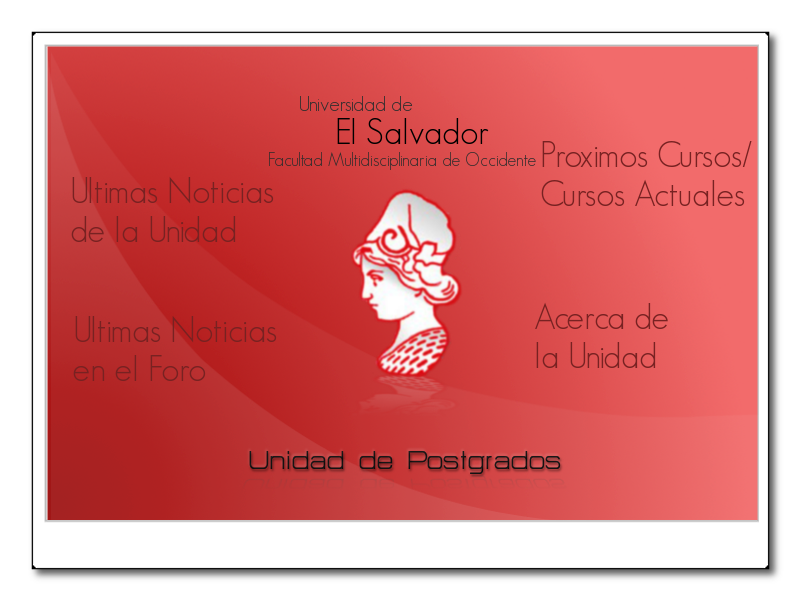 Universidad de
El Salvador
Facultad Multidisciplinaria de Occidente
Proximos Cursos/
Cursos Actuales
Ultimas Noticias
de la Unidad
Ultimas Noticias
en el Foro
Acerca de
la Unidad
Unidad de Postgrados